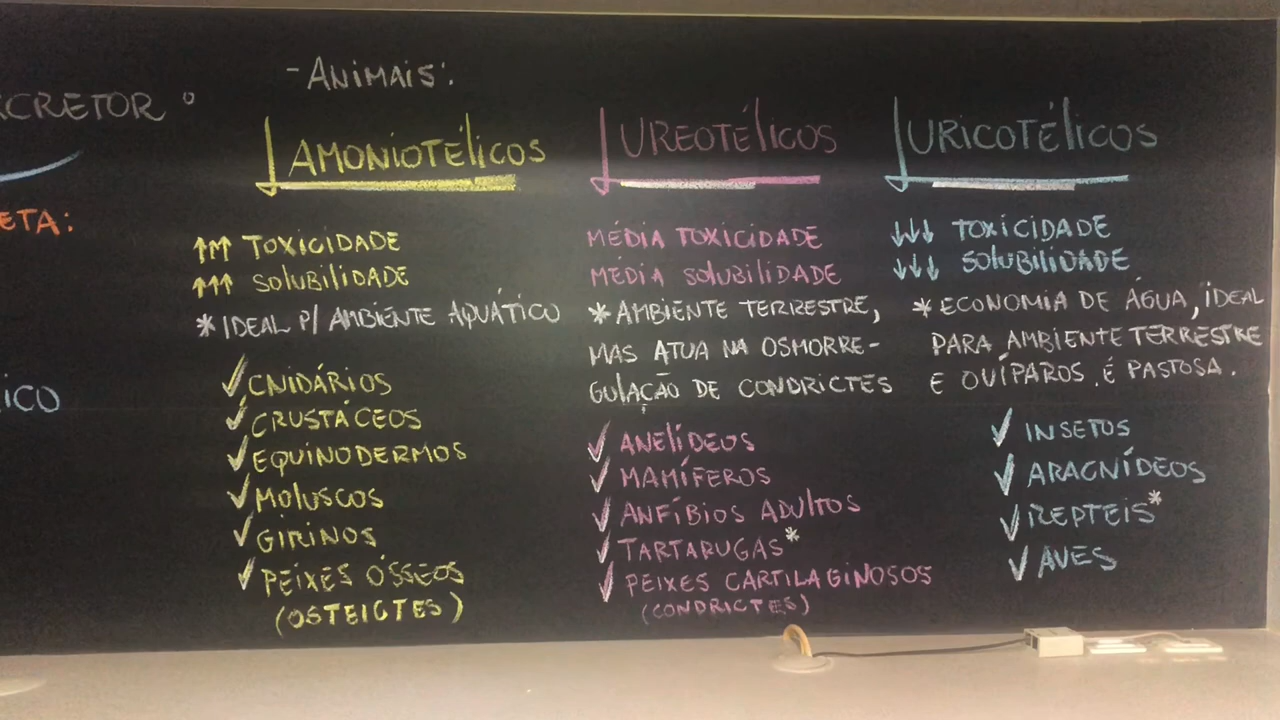 - ANIMAIS:
EXCRETOR
ETA:
ICO
AMONIOTÉLICOS
↑↑↑ TOXICIDADE
↑↑↑ SOLUBILIDADE
* IDEAL P/ AMBIENTE AQUÁTICO
✓ CNIDÁRIOS
✓ CRUSTÁCEOS
✓ EQUINODERMOS
✓ MOLUSCOS
✓ GIRINOS
✓ PEIXES ÓSSEOS
(OSTEICTES)
UREOTÉLICOS
MÉDIA TOXICIDADE
MÉDIA SOLUBILIDADE
* AMBIENTE TERRESTRE,
MAS ATUA NA OSMORRE-
GULAÇÃO DE CONDRICTES
✓ ANELÍDEOS
✓ MAMÍFEROS
✓ ANFÍBIOS ADULTOS
✓ TARTARUGAS*
✓ PEIXES CARTILAGINOSOS
(CONDRICTES)
URICOTÉLICOS
↓↓↓ TOXICIDADE
↓↓↓ SOLUBILIDADE
* ECONOMIA DE ÁGUA, IDEAL
PARA AMBIENTE TERRESTRE
E OVÍPAROS. É PASTOSA.
✓ INSETOS
✓ ARACNÍDEOS
✓ REPTEIS*
✓ AVES